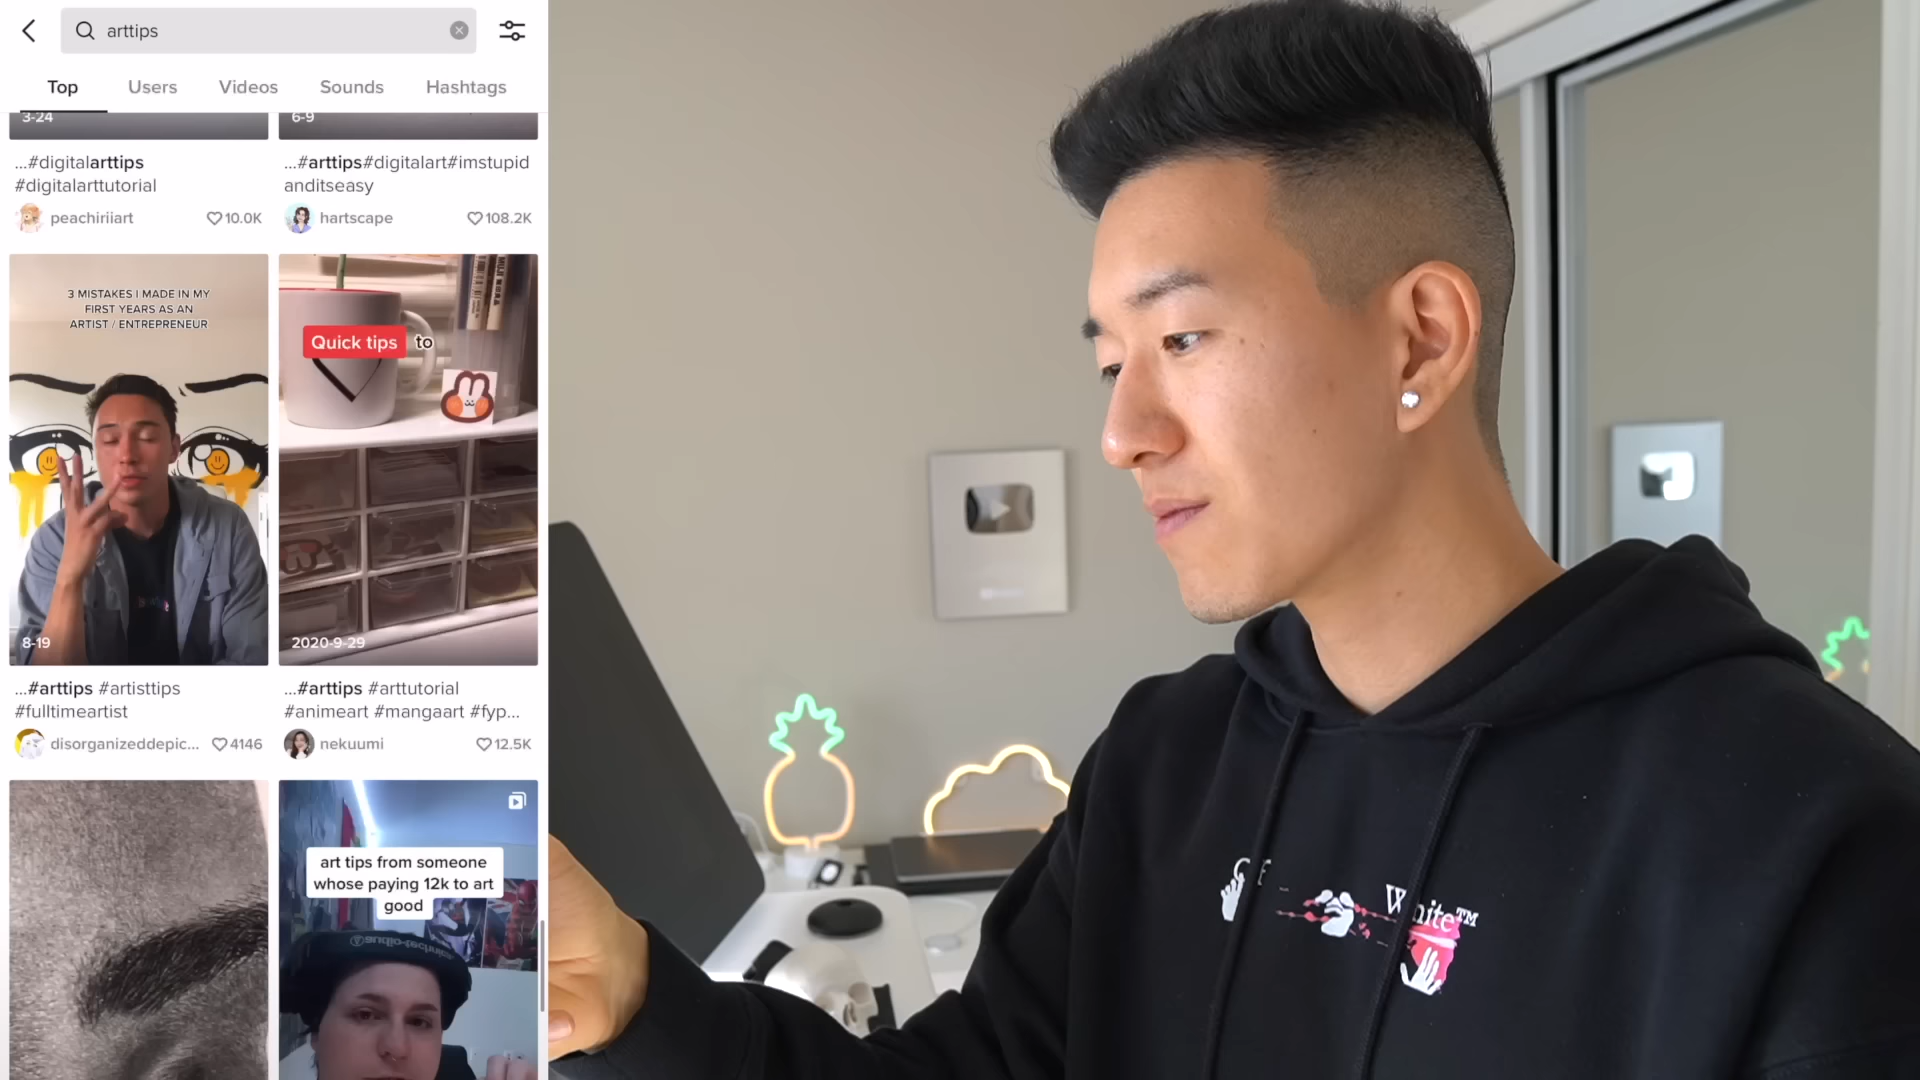 arttips
Top
Users
Videos
Sounds
Hashtags
3-24
6-9
...#digitalarttips
#digitalarttutorial
peachiriiart
10.0K
...#arttips#digitalart#imstupid
anditseasy
hartscape
108.2K
3 MISTAKES I MADE IN MY
FIRST YEARS AS AN
ARTIST / ENTREPRENEUR
8-19
Quick tips to
2020-9-29
...#arttips #artisttips
#fulltimeartist
disorganizeddepic...
4146
...#arttips #arttutorial
#animeart #mangaart #fyp...
nekuumi
12.5K
art tips from someone
whose paying 12k to art
good
audio-technica
White™